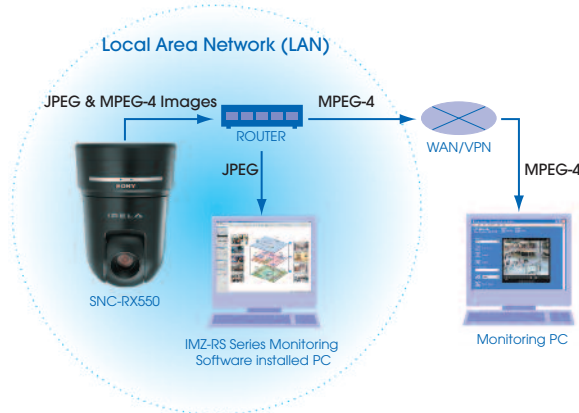 Local Area Network (LAN)
JPEG & MPEG-4 Images
MPEG-4
ROUTER
WAN/VPN
JPEG
MPEG-4
SONY
IPELA
SNC-RX550
IMZ-RS Series Monitoring
Software installed PC
Monitoring PC